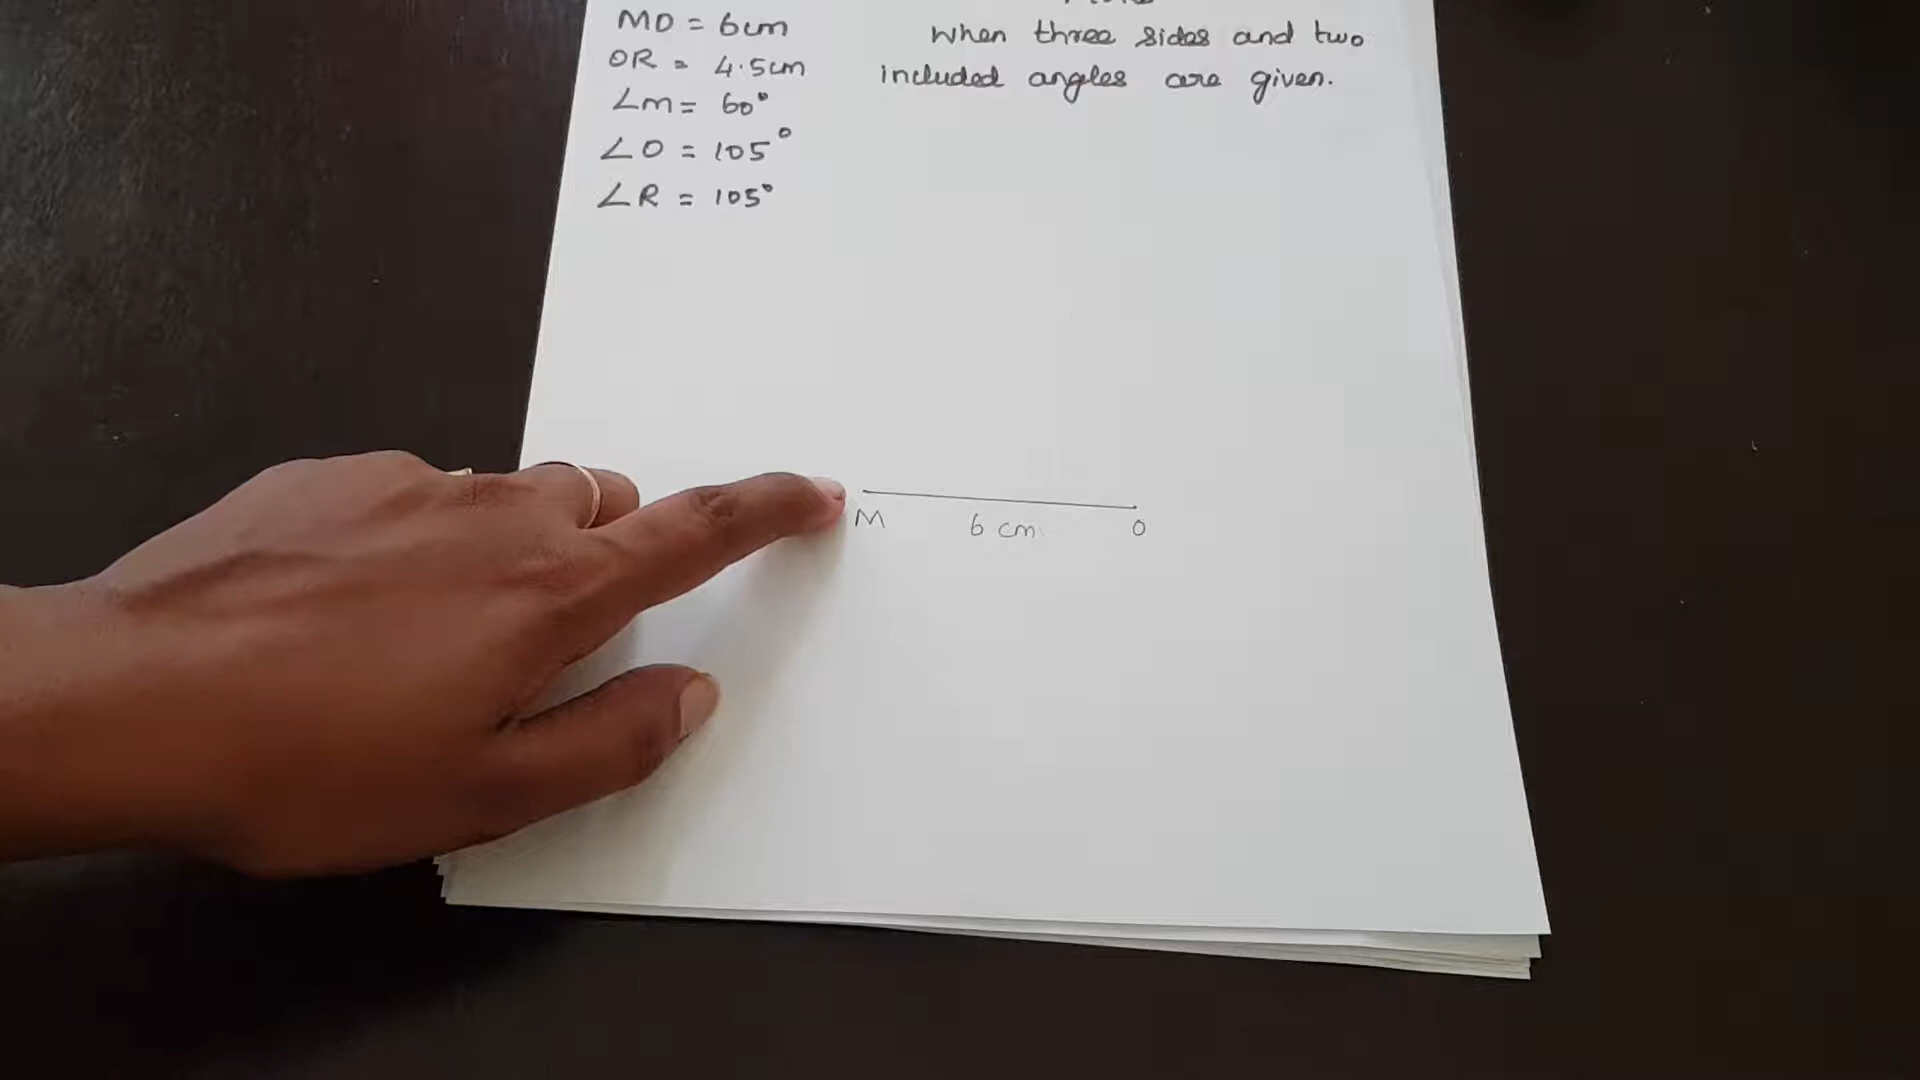 MO = 6cm
OR = 4.5cm
∠M = 60°
∠O = 105°
∠R = 105°
When three sides and two
included angles are given.
M 6 cm O